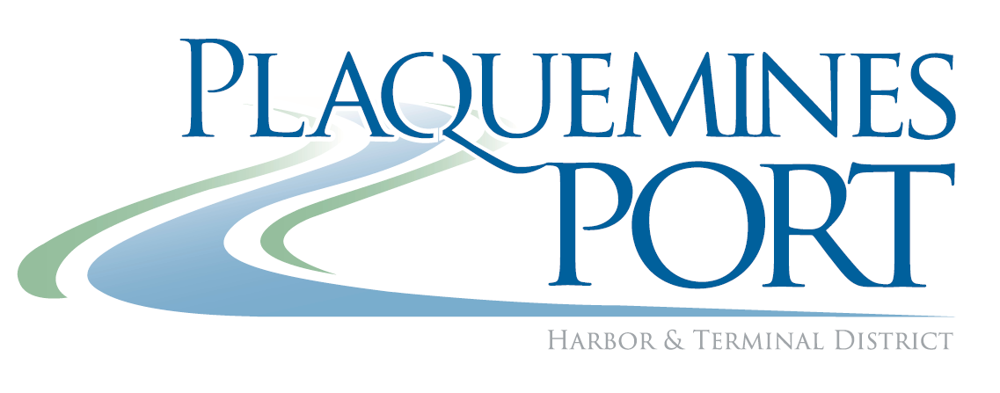 PLAQUEMINES
PORT
HARBOR & TERMINAL DISTRICT